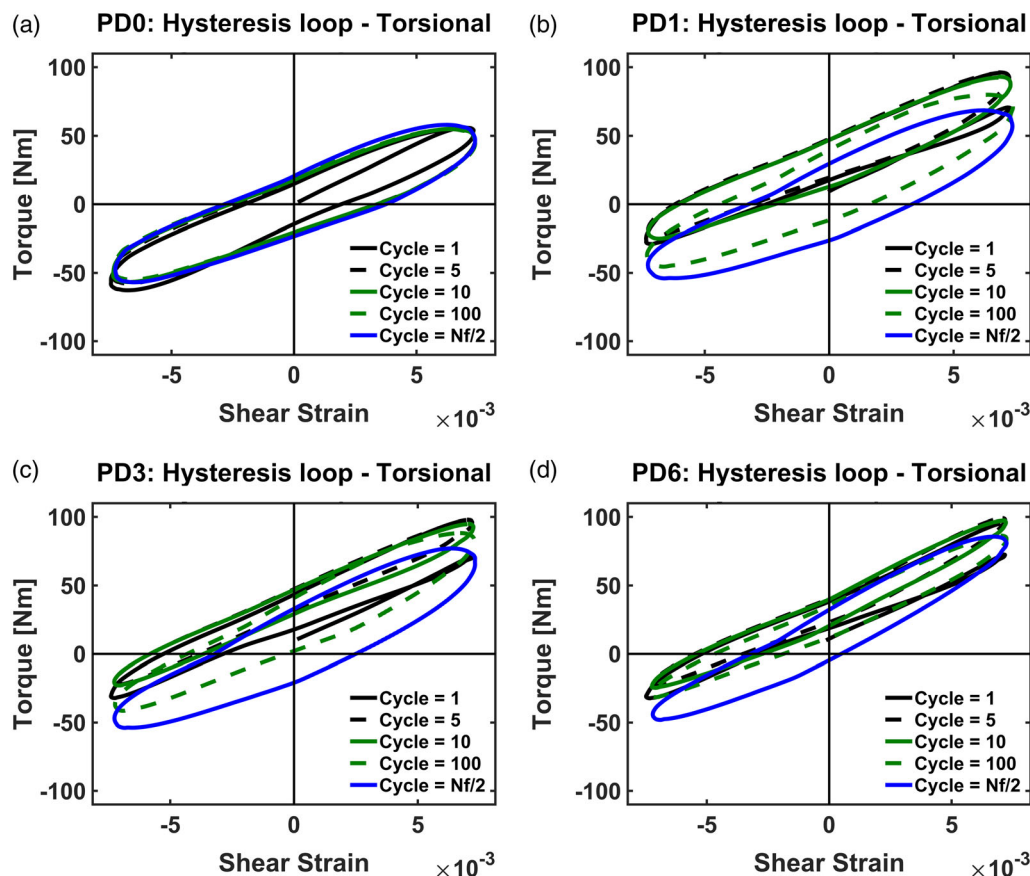 (a) PD0: Hysteresis loop - Torsional
Torque [Nm]
100
50
0
-50
-100
Cycle = 1
Cycle = 5
Cycle = 10
Cycle = 100
Cycle = Nf/2
-5 0 5
Shear Strain ×10⁻³
(b) PD1: Hysteresis loop - Torsional
Torque [Nm]
100
50
0
-50
-100
Cycle = 1
Cycle = 5
Cycle = 10
Cycle = 100
Cycle = Nf/2
-5 0 5
Shear Strain ×10⁻³
(c) PD3: Hysteresis loop - Torsional
Torque [Nm]
100
50
0
-50
-100
Cycle = 1
Cycle = 5
Cycle = 10
Cycle = 100
Cycle = Nf/2
-5 0 5
Shear Strain ×10⁻³
(d) PD6: Hysteresis loop - Torsional
Torque [Nm]
100
50
0
-50
-100
Cycle = 1
Cycle = 5
Cycle = 10
Cycle = 100
Cycle = Nf/2
-5 0 5
Shear Strain ×10⁻³